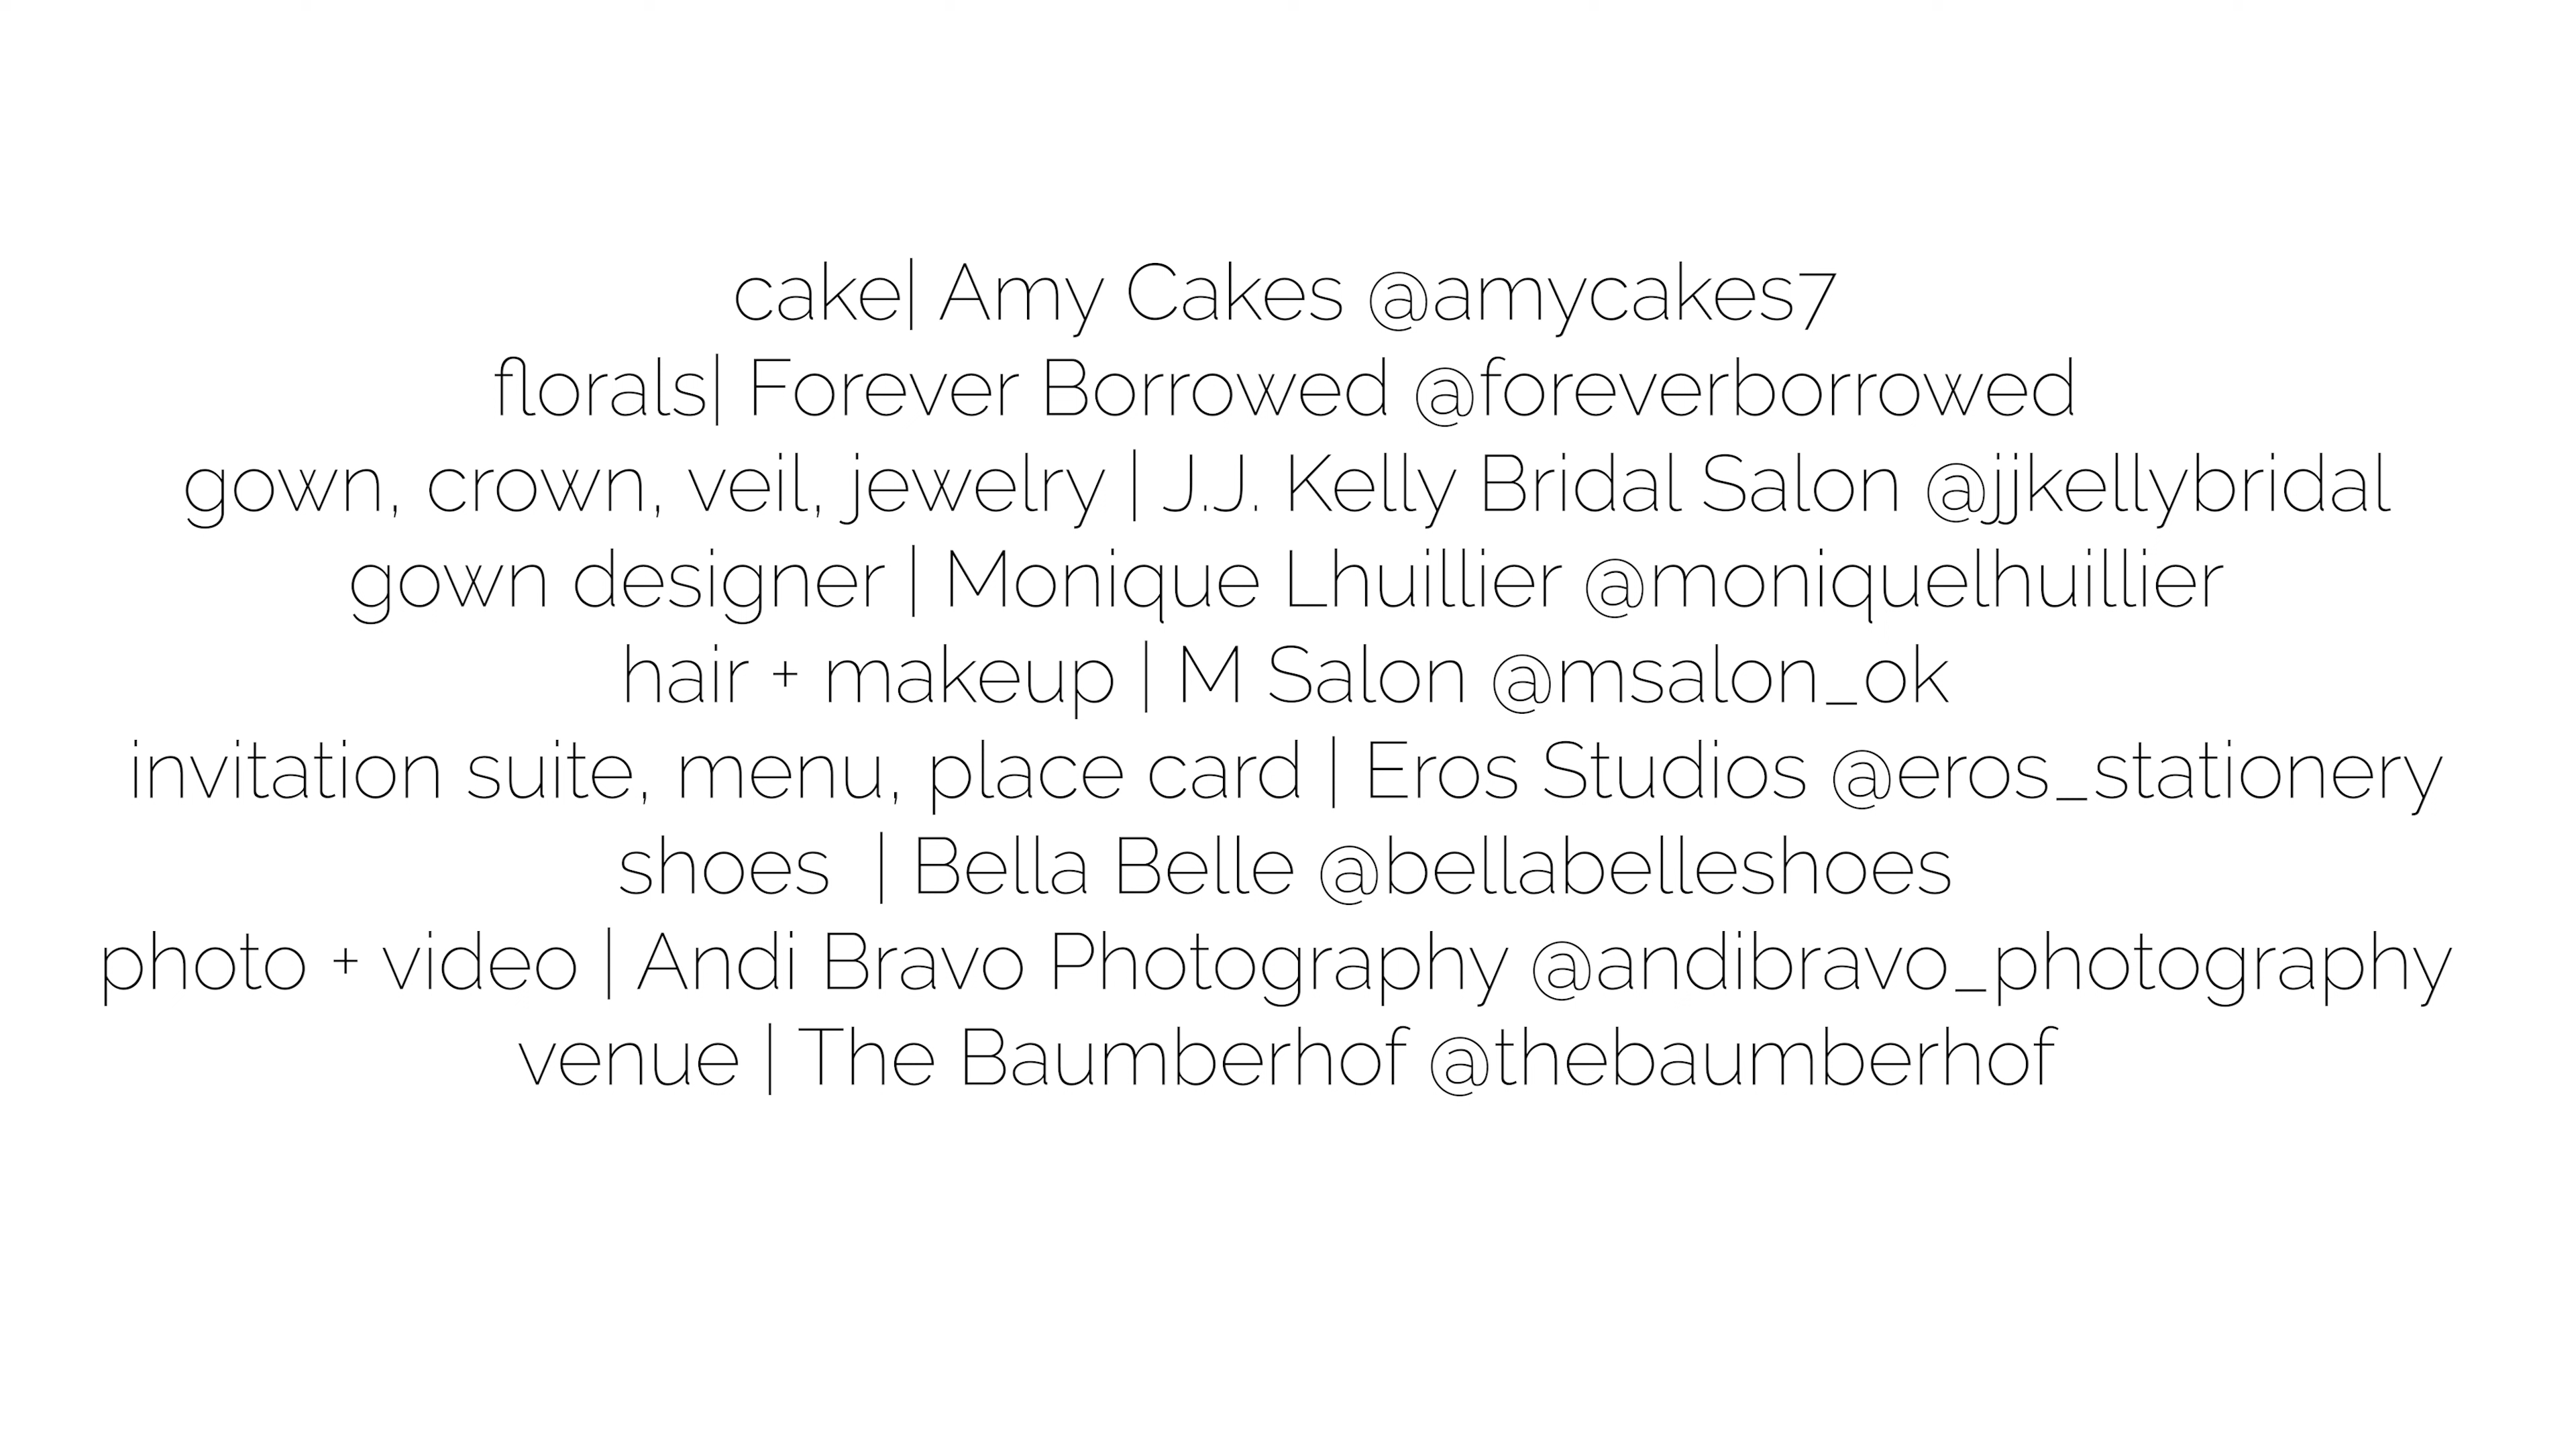 cake| Amy Cakes @amycakes7
florals| Forever Borrowed @foreverborrowed
gown, crown, veil, jewelry | J.J. Kelly Bridal Salon @jjkellybridal
gown designer | Monique Lhuillier @moniquelhuillier
hair + makeup | M Salon @msalon_ok
invitation suite, menu, place card | Eros Studios @eros_stationery
shoes  | Bella Belle @bellabelleshoes
photo + video | Andi Bravo Photography @andibravo_photography
venue | The Baumberhof @thebaumberhof